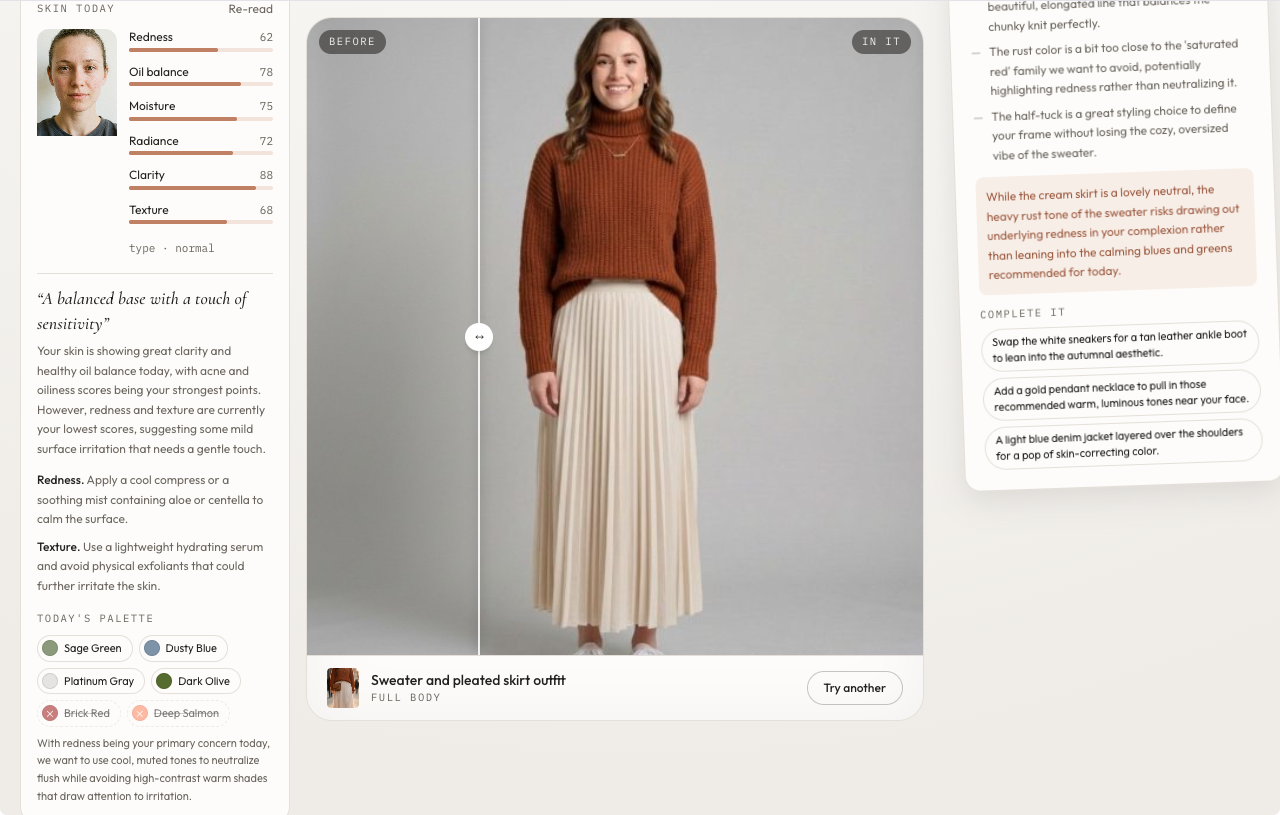 SKIN TODAY
Re-read
Redness 62
Oil balance 78
Moisture 75
Radiance 72
Clarity 88
Texture 68
type · normal
“A balanced base with a touch of
sensitivity”
Your skin is showing great clarity and
healthy oil balance today, with acne and
oiliness scores being your strongest points.
However, redness and texture are currently
your lowest scores, suggesting some mild
surface irritation that needs a gentle touch.
Redness. Apply a cool compress or a
soothing mist containing aloe or centella to
calm the surface.
Texture. Use a lightweight hydrating serum
and avoid physical exfoliants that could
further irritate the skin.
TODAY'S PALETTE
Sage Green
Dusty Blue
Platinum Gray
Dark Olive
Brick Red
Deep Salmon
With redness being your primary concern today,
we want to use cool, muted tones to neutralize
flush while avoiding high-contrast warm shades
that draw attention to irritation.
BEFORE
IN IT
Sweater and pleated skirt outfit
FULL BODY
Try another
beautiful, elongated line that balances the
chunky knit perfectly.
— The rust color is a bit too close to the 'saturated
red' family we want to avoid, potentially
highlighting redness rather than neutralizing it.
— The half-tuck is a great styling choice to define
your frame without losing the cozy, oversized
vibe of the sweater.
While the cream skirt is a lovely neutral, the
heavy rust tone of the sweater risks drawing out
underlying redness in your complexion rather
than leaning into the calming blues and greens
recommended for today.
COMPLETE IT
Swap the white sneakers for a tan leather ankle boot
to lean into the autumnal aesthetic.
Add a gold pendant necklace to pull in those
recommended warm, luminous tones near your face.
A light blue denim jacket layered over the shoulders
for a pop of skin-correcting color.